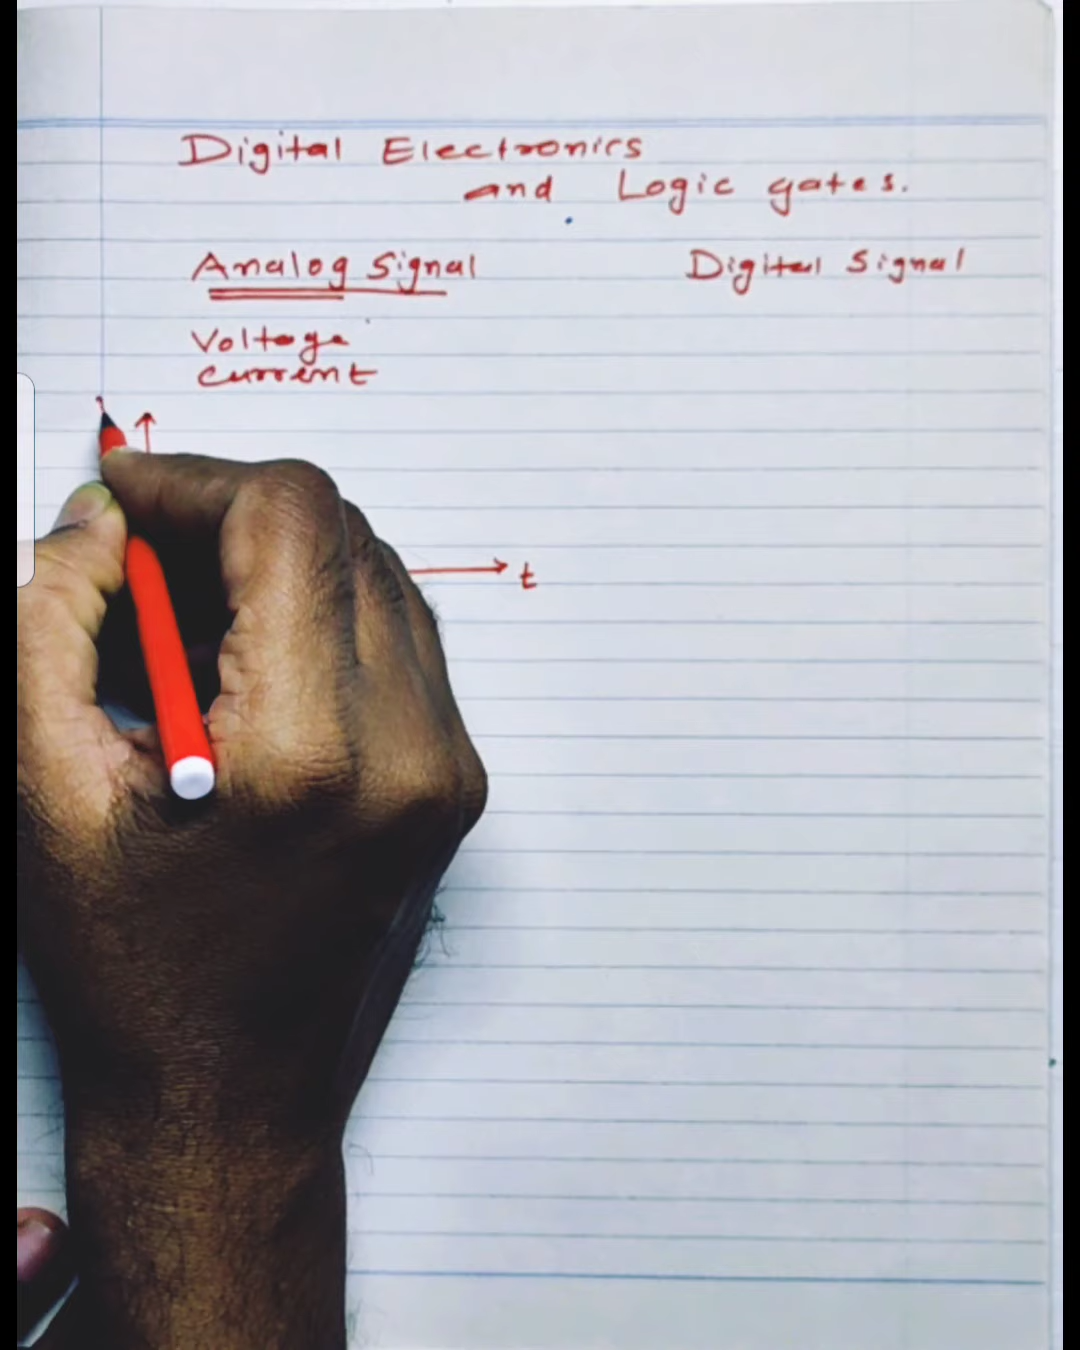 Digital Electronics
and Logic gates.
Analog Signal
Digital Signal
Voltage
current
t